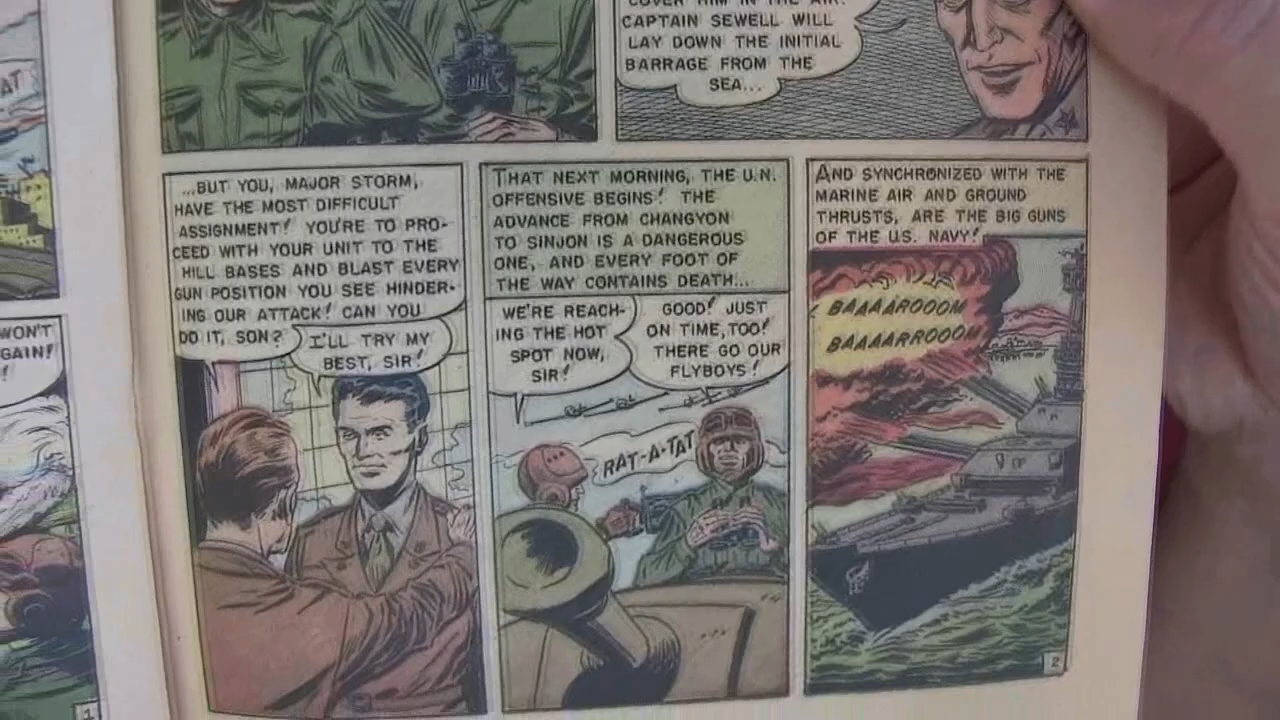 COVER HIM IN THE AIR.
CAPTAIN SEWELL WILL
LAY DOWN THE INITIAL
BARRAGE FROM THE
SEA...
...BUT YOU, MAJOR STORM,
HAVE THE MOST DIFFICULT
ASSIGNMENT! YOU'RE TO PRO-
CEED WITH YOUR UNIT TO THE
HILL BASES AND BLAST EVERY
GUN POSITION YOU SEE HINDER-
ING OUR ATTACK! CAN YOU
DO IT, SON?
I'LL TRY MY
BEST, SIR!
THAT NEXT MORNING, THE U.N.
OFFENSIVE BEGINS! THE
ADVANCE FROM CHANGYON
TO SINJON IS A DANGEROUS
ONE, AND EVERY FOOT OF
THE WAY CONTAINS DEATH...
WE'RE REACH-
ING THE HOT
SPOT NOW,
SIR!
GOOD! JUST
ON TIME, TOO!
THERE GO OUR
FLYBOYS!
RAT-A-TAT
AND SYNCHRONIZED WITH THE
MARINE AIR AND GROUND
THRUSTS, ARE THE BIG GUNS
OF THE U.S. NAVY!
BAAAAROOOM
BAAAARROOOM
2
AT
WON'T
GAIN!
!
1